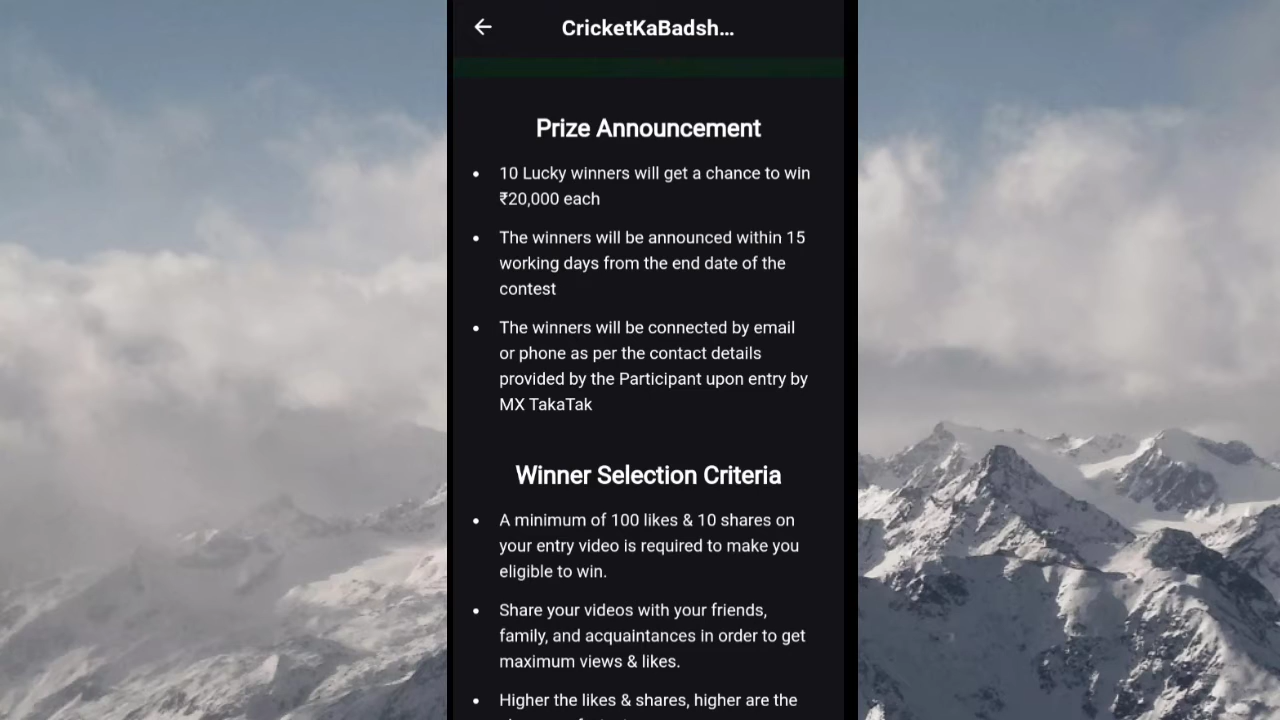 CricketKaBadsh...
Prize Announcement
• 10 Lucky winners will get a chance to win
₹20,000 each
• The winners will be announced within 15
working days from the end date of the
contest
• The winners will be connected by email
or phone as per the contact details
provided by the Participant upon entry by
MX TakaTak
Winner Selection Criteria
• A minimum of 100 likes & 10 shares on
your entry video is required to make you
eligible to win.
• Share your videos with your friends,
family, and acquaintances in order to get
maximum views & likes.
• Higher the likes & shares, higher are the